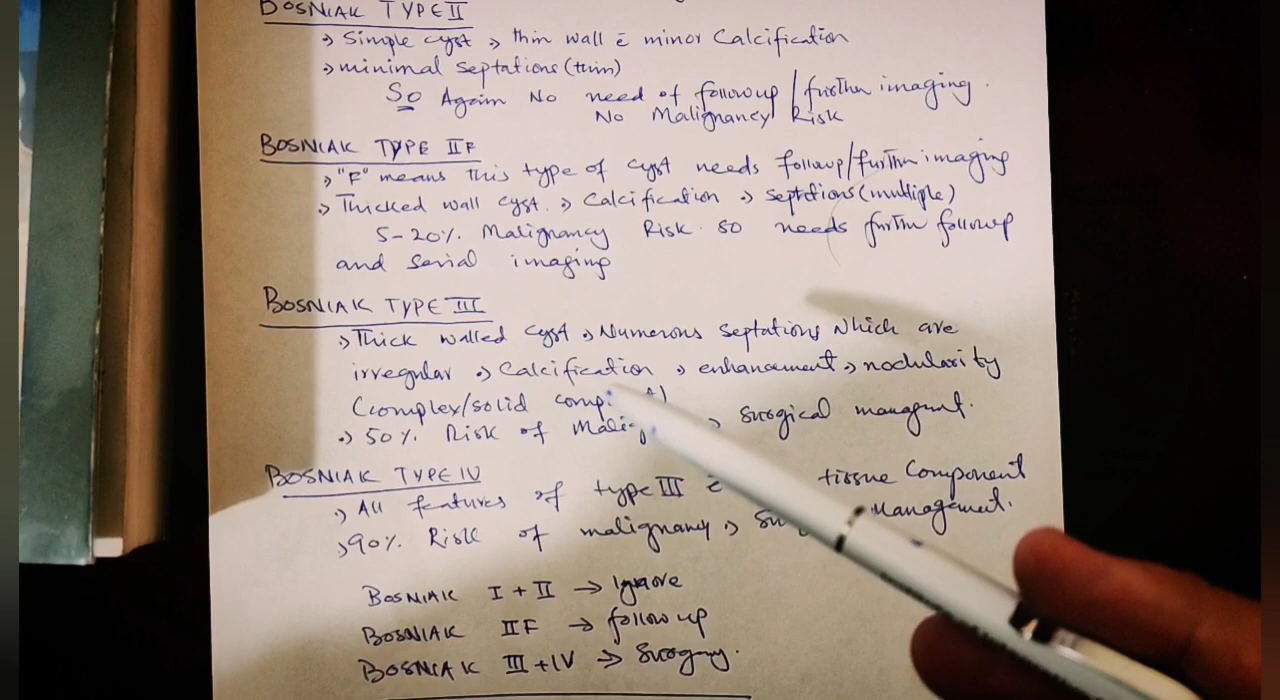 BOSNIAK TYPE II
→ Simple cyst → thin wall c̄ minor Calcification
→ minimal septations (thin)
So Again No need of followup / further imaging.
No Malignancy Risk
BOSNIAK TYPE IIF
→ "F" means this type of cyst needs followup/further imaging
→ Thicked wall cyst. → Calcification → septations (multiple)
5-20% Malignancy Risk so needs further followup
and serial imaging
BOSNIAK TYPE III
→ Thick walled cyst → Numerous septations which are
irregular → Calcification → enhancement → nodularity
(complex/solid
→ 50% Risk of → Surgical managment.
BOSNIAK TYPE IV
→ All features of type III c̄ tissue Component
→ 90% Risk of malignancy → Management.
BOSNIAK I + II → Ignore
BOSNIAK IIF → follow up
BOSNIAK III + IV → Surgery.